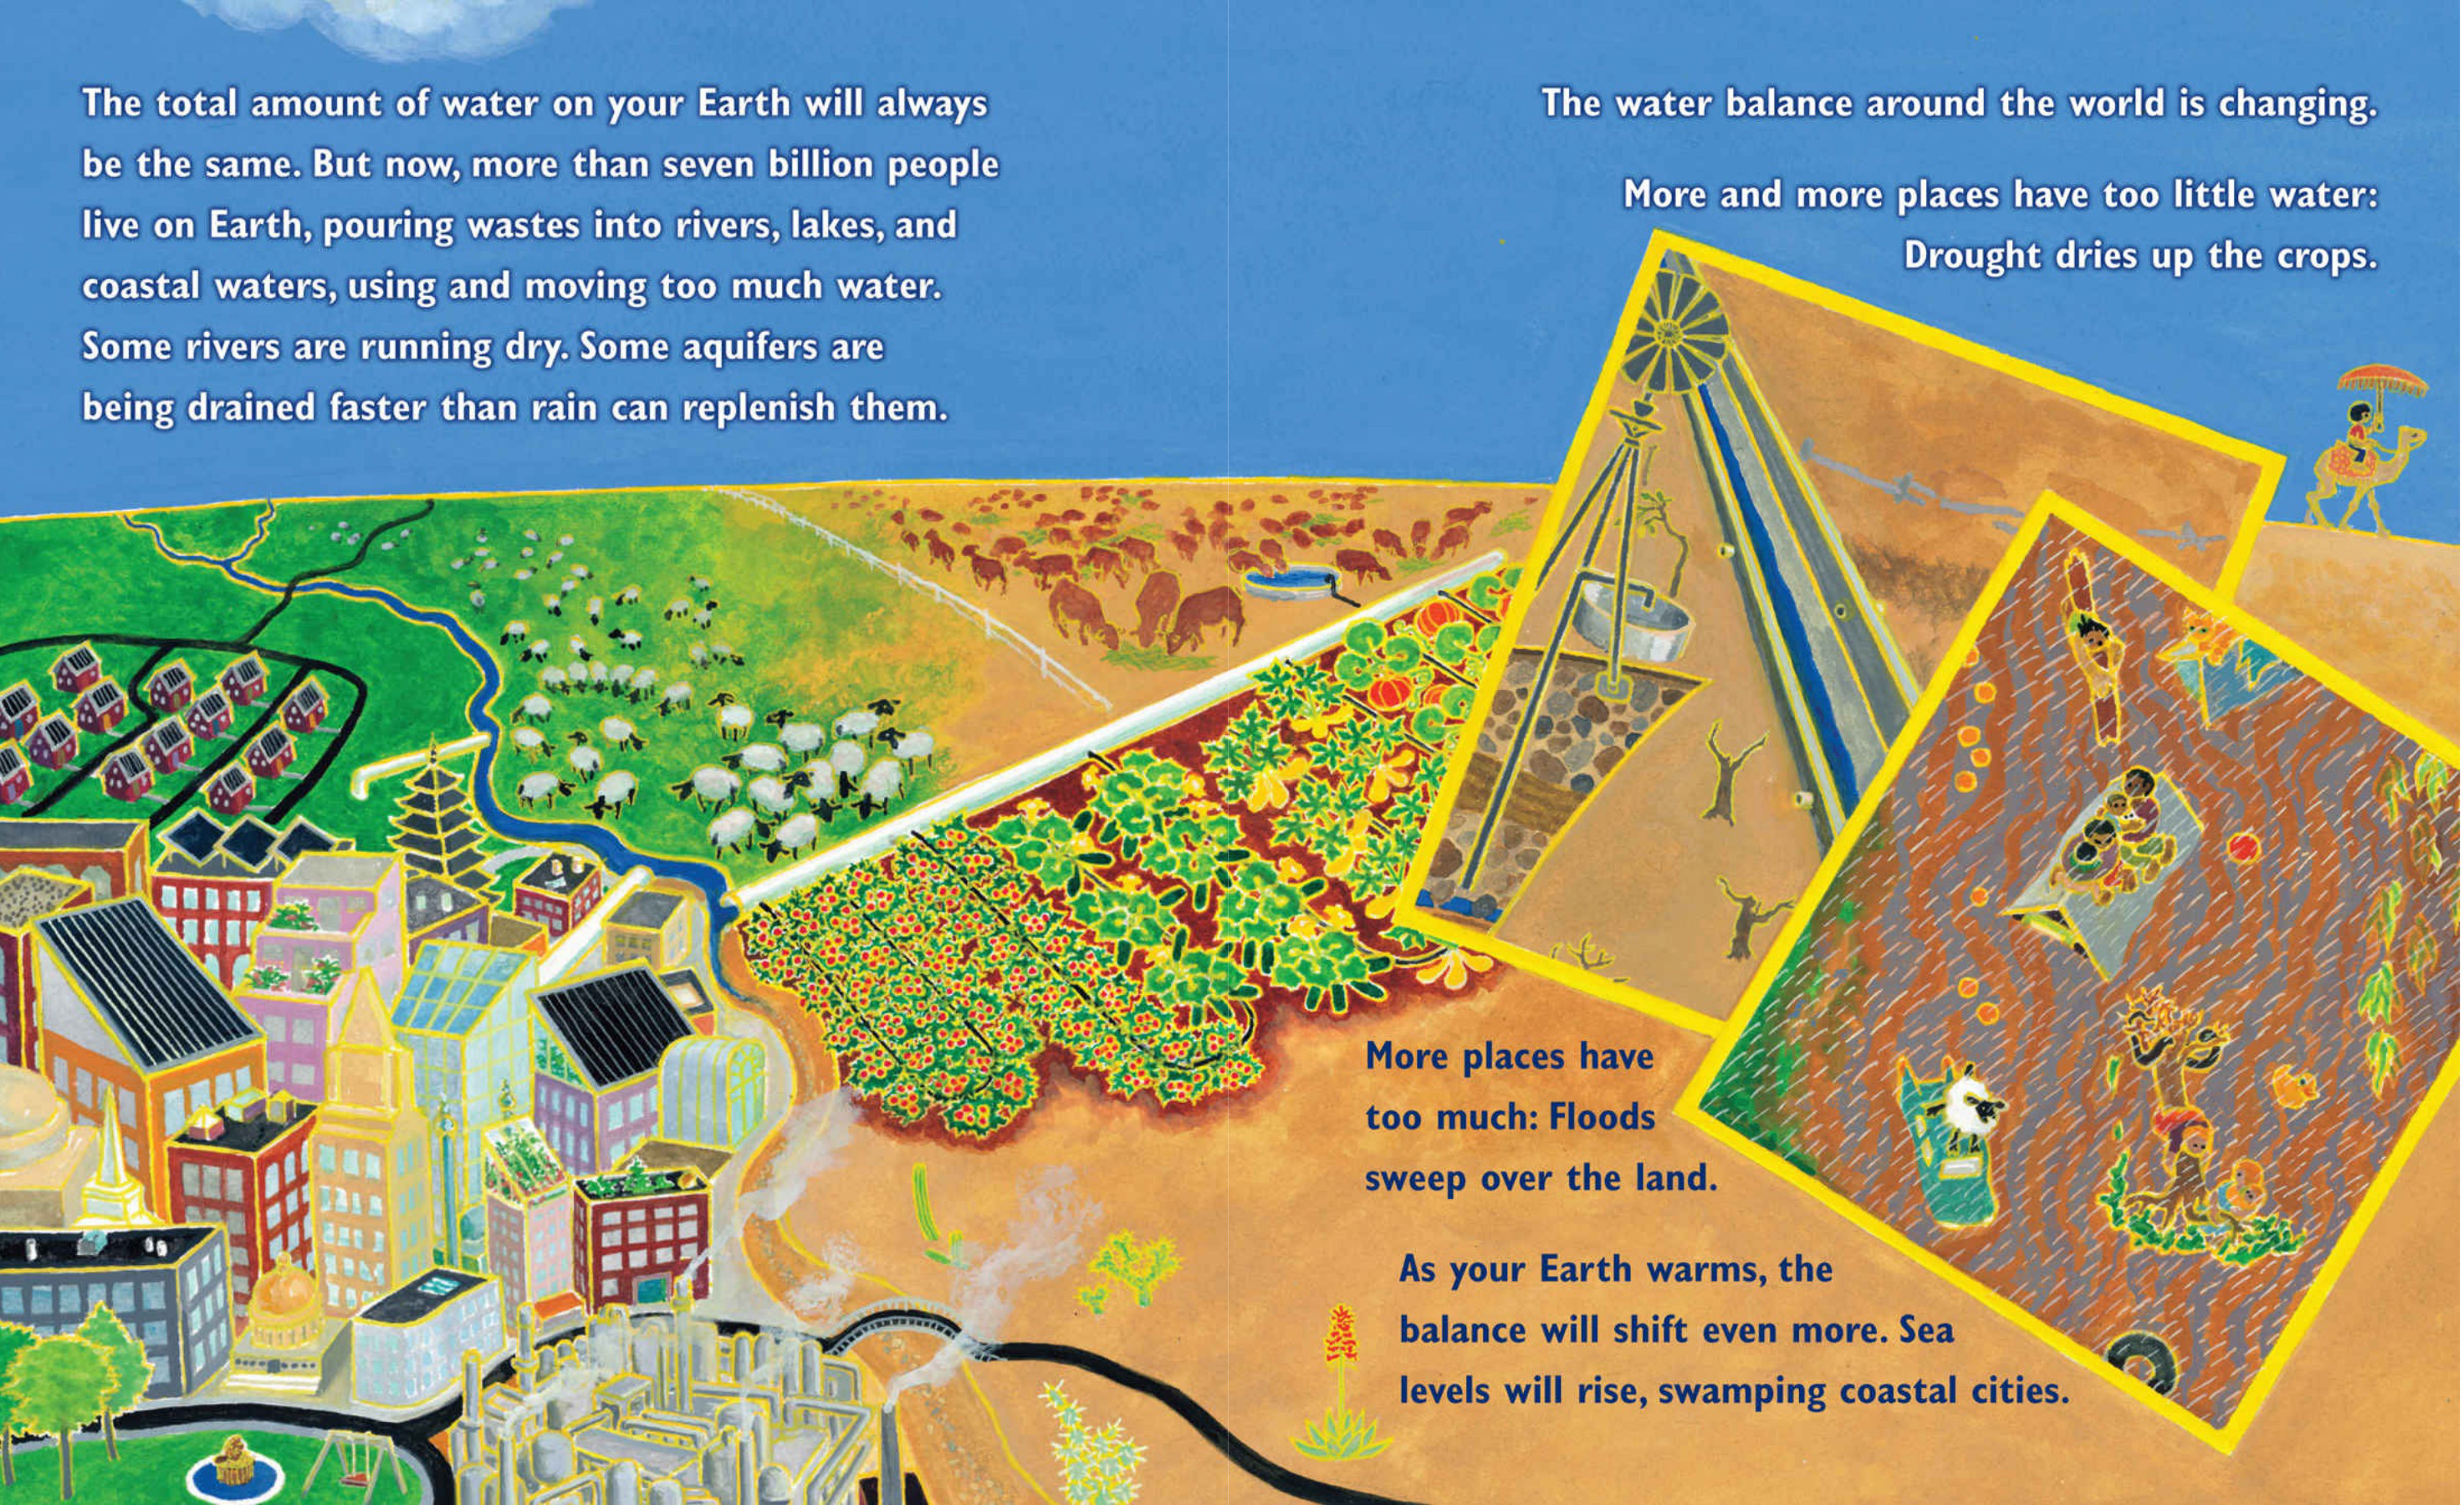 The total amount of water on your Earth will always
be the same. But now, more than seven billion people
live on Earth, pouring wastes into rivers, lakes, and
coastal waters, using and moving too much water.
Some rivers are running dry. Some aquifers are
being drained faster than rain can replenish them.
The water balance around the world is changing.
More and more places have too little water:
Drought dries up the crops.
More places have
too much: Floods
sweep over the land.
As your Earth warms, the
balance will shift even more. Sea
levels will rise, swamping coastal cities.